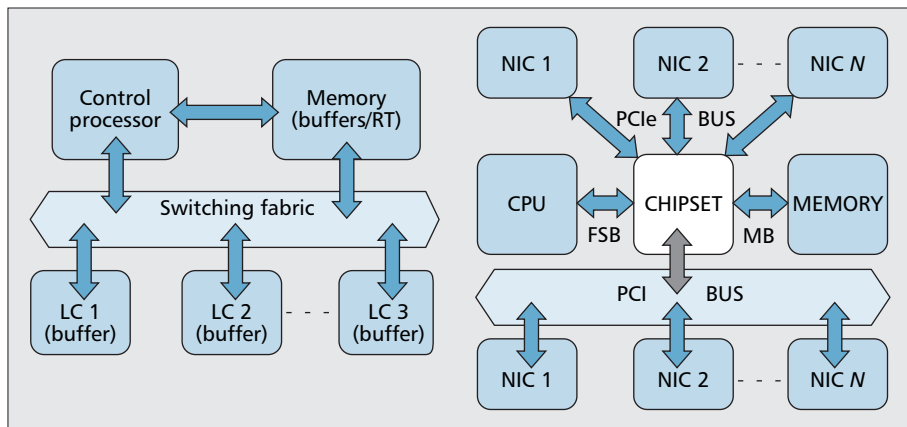 Control
processor
Memory
(buffers/RT)
Switching fabric
LC 1
(buffer)
LC 2
(buffer)
- - - -
LC 3
(buffer)
NIC 1
NIC 2
- - - -
NIC N
PCIe
BUS
CPU
FSB
CHIPSET
MB
MEMORY
PCI
BUS
NIC 1
NIC 2
- - - -
NIC N